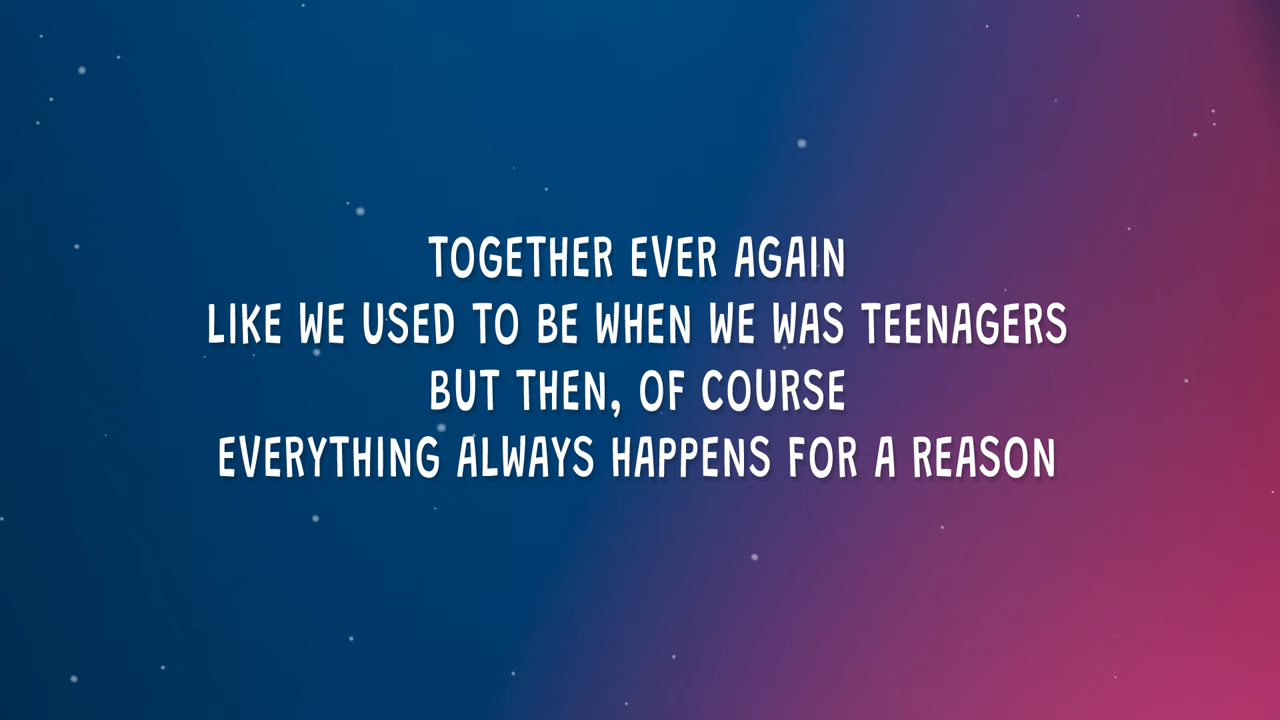 TOGETHER EVER AGAIN
LIKE WE USED TO BE WHEN WE WAS TEENAGERS
BUT THEN, OF COURSE
EVERYTHING ALWAYS HAPPENS FOR A REASON